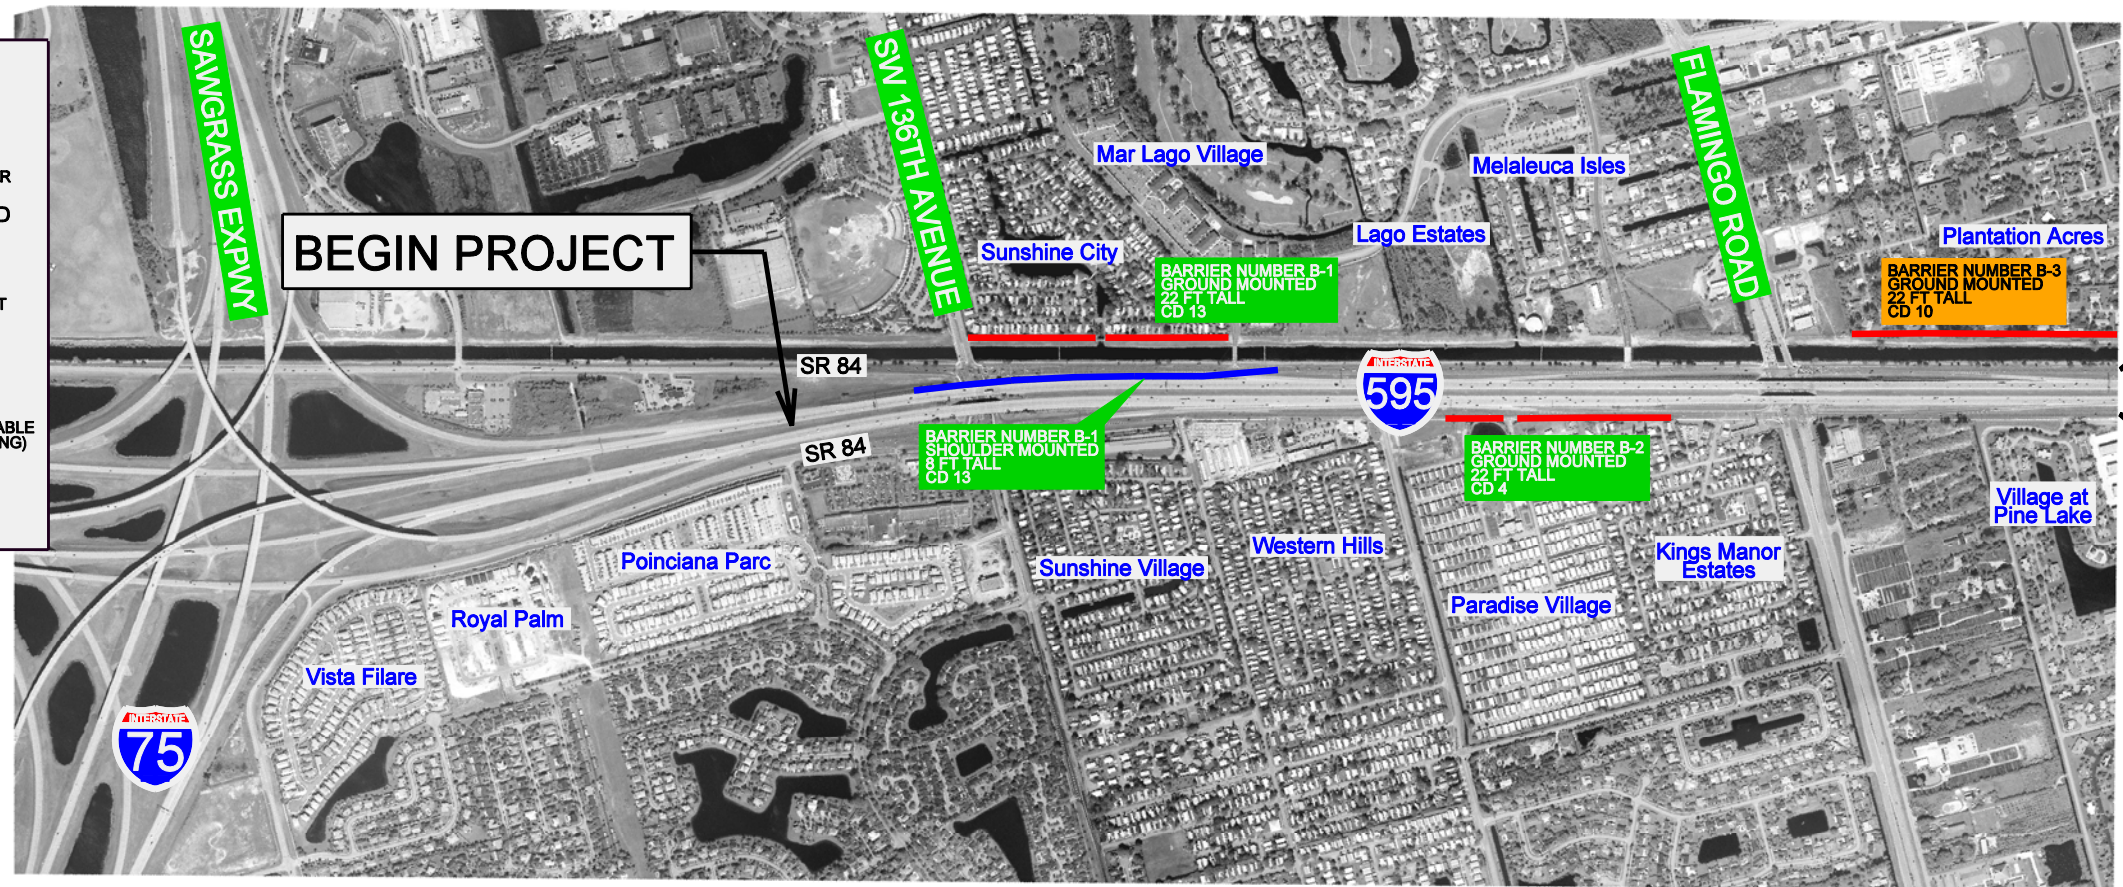 R
D
T
ABLE
NG)
SAWGRASS EXPWY
BEGIN PROJECT
SW 136TH AVENUE
Mar Lago Village
Melaleuca Isles
FLAMINGO ROAD
Sunshine City
Lago Estates
Plantation Acres
BARRIER NUMBER B-1
GROUND MOUNTED
22 FT TALL
CD 13
BARRIER NUMBER B-3
GROUND MOUNTED
22 FT TALL
CD 10
SR 84
INTERSTATE
595
SR 84
BARRIER NUMBER B-1
SHOULDER MOUNTED
8 FT TALL
CD 13
BARRIER NUMBER B-2
GROUND MOUNTED
22 FT TALL
CD 4
Village at
Pine Lake
Poinciana Parc
Sunshine Village
Western Hills
Kings Manor
Estates
Royal Palm
Paradise Village
Vista Filare
INTERSTATE
75